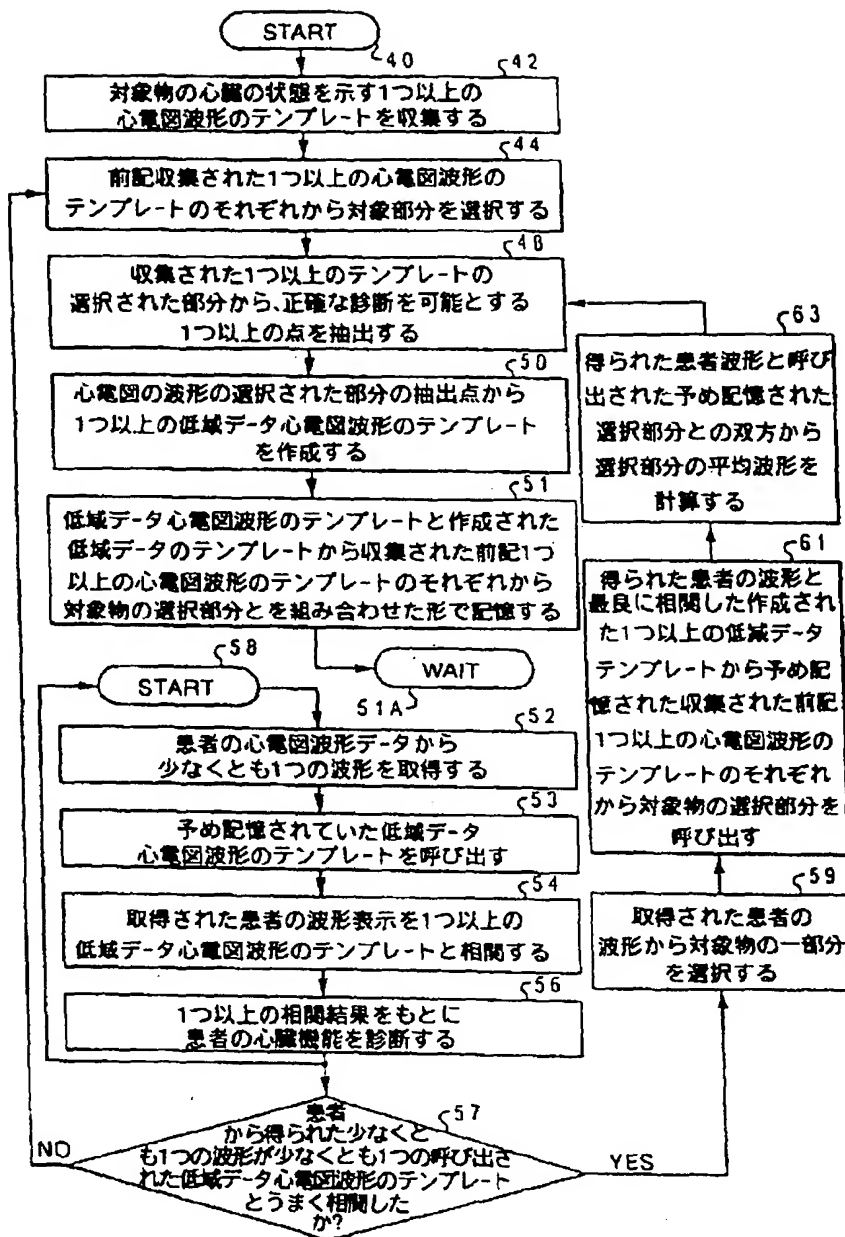 START
40
42
対象物の心臓の状態を示す1つ以上の
心電図波形のテンプレートを収集する
44
前記収集された1つ以上の心電図波形の
テンプレートのそれぞれから対象部分を選択する
48
収集された1つ以上のテンプレートの
選択された部分から、正確な診断を可能とする
1つ以上の点を抽出する
50
心電図の波形の選択された部分の抽出点から
1つ以上の低域データ心電図波形のテンプレート
を作成する
51
低域データ心電図波形のテンプレートと作成された
低域データのテンプレートから収集された前記1つ
以上の心電図波形のテンプレートのそれぞれから
対象物の選択部分とを組み合わせた形で記憶する
WAIT
51A
58
START
52
患者の心電図波形データから
少なくとも1つの波形を取得する
53
予め記憶されていた低域データ
心電図波形のテンプレートを呼び出す
54
取得された患者の波形表示を1つ以上の
低域データ心電図波形のテンプレートと相関する
56
1つ以上の相関結果をもとに
患者の心臓機能を診断する
57
患者
から得られた少なくと
も1つの波形が少なくとも1つの呼び出さ
れた低域データ心電図波形のテンプレート
とうまく相関した
か?
NO
YES
59
取得された患者の
波形から対象物の一部分
を選択する
61
得られた患者の波形と
最良に相関した作成され
た1つ以上の低減データ
テンプレートから予め記
憶された収集された前記
1つ以上の心電図波形の
テンプレートのそれぞれ
から対象物の選択部分を
呼び出す
63
得られた患者波形と呼び
出された予め記憶された
選択部分との双方から
選択部分の平均波形を
計算する